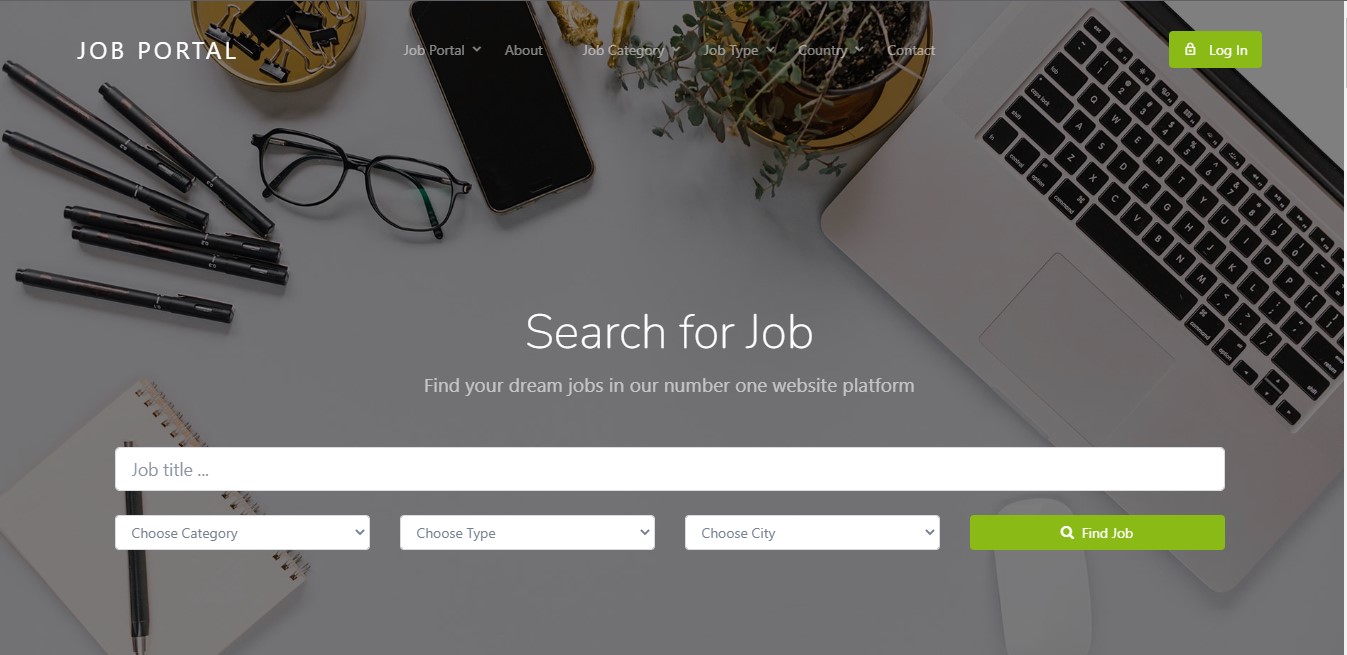 JOB PORTAL
Job Portal
About
Job Category
Job Type
Country
Contact
Log In
Search for Job
Find your dream jobs in our number one website platform
Job title ...
Choose Category
Choose Type
Choose City
Find Job